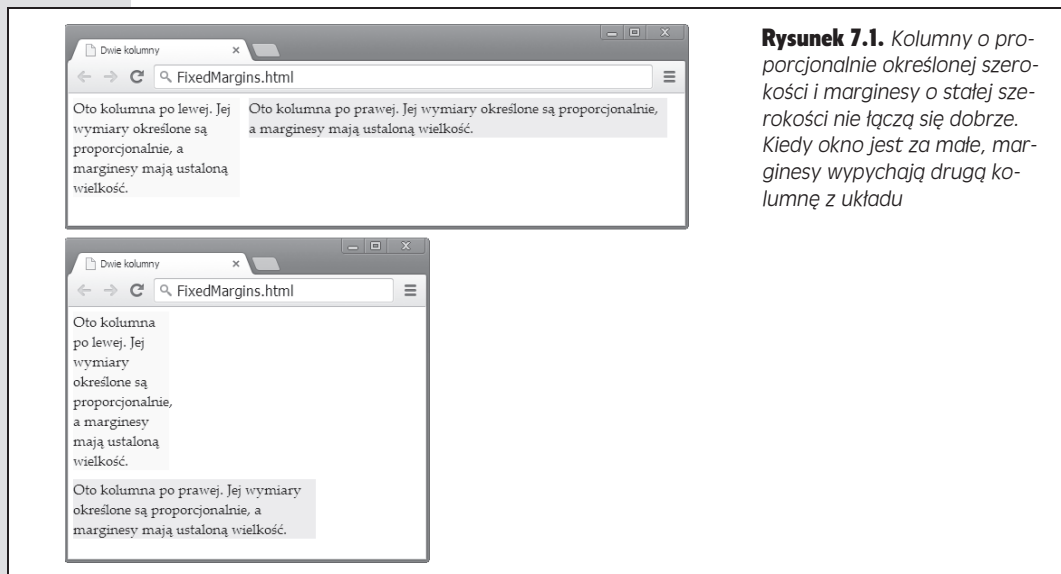 Dwie kolumny
FixedMargins.html
Oto kolumna po lewej. Jej
wymiary określone są
proporcjonalnie, a
marginesy mają ustaloną
wielkość.
Oto kolumna po prawej. Jej wymiary określone są proporcjonalnie,
a marginesy mają ustaloną wielkość.
Dwie kolumny
FixedMargins.html
Oto kolumna
po lewej. Jej
wymiary
określone są
proporcjonalnie,
a marginesy
mają ustaloną
wielkość.
Oto kolumna po prawej. Jej wymiary
określone są proporcjonalnie, a
marginesy mają ustaloną wielkość.
Rysunek 7.1. Kolumny o pro-
porcjonalnie określonej szero-
kości i marginesy o stałej sze-
rokości nie łączą się dobrze.
Kiedy okno jest za małe, mar-
ginesy wypychają drugą ko-
lumnę z układu